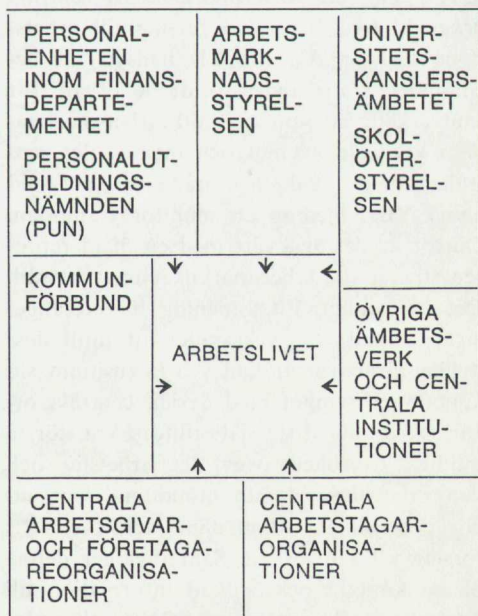 PERSONAL-
ENHETEN
INOM FINANS-
DEPARTE-
MENTET
PERSONALUT-
BILDNINGS-
NÄMNDEN
(PUN)
ARBETS-
MARK-
NADS-
STYREL-
SEN
UNIVER-
SITETS-
KANSLERS-
ÄMBETET
SKOL-
ÖVER-
STYREL-
SEN
KOMMUN-
FÖRBUND
ARBETSLIVET
ÖVRIGA
ÄMBETS-
VERK
OCH CEN-
TRALA
INSTITU-
TIONER
CENTRALA
ARBETSGIVAR-
OCH FÖRETAGA-
REORGANISA-
TIONER
CENTRALA
ARBETSTAGAR-
ORGANISA-
TIONER